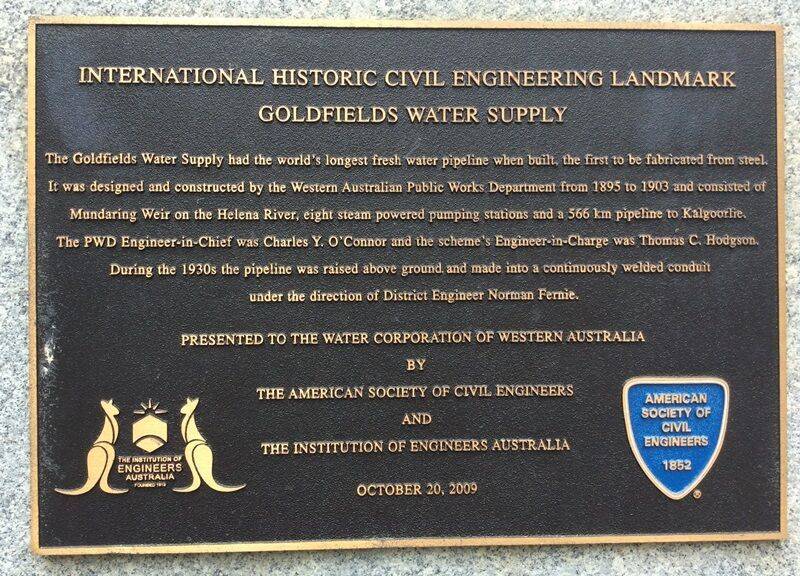 INTERNATIONAL HISTORIC CIVIL ENGINEERING LANDMARK
GOLDFIELDS WATER SUPPLY
The Goldfields Water Supply had the world's longest fresh water pipeline when built, the first to be fabricated from steel.
It was designed and constructed by the Western Australian Public Works Department from 1895 to 1903 and consisted of
Mundaring Weir on the Helena River, eight steam powered pumping stations and a 566 km pipeline to Kalgoorlie.
The PWD Engineer-in-Chief was Charles Y. O'Connor and the scheme's Engineer-in-Charge was Thomas C. Hodgson.
During the 1930s the pipeline was raised above ground and made into a continuously welded conduit
under the direction of District Engineer Norman Fernie.
PRESENTED TO THE WATER CORPORATION OF WESTERN AUSTRALIA
BY
THE AMERICAN SOCIETY OF CIVIL ENGINEERS
AND
THE INSTITUTION OF ENGINEERS AUSTRALIA
OCTOBER 20, 2009
THE INSTITUTION OF
ENGINEERS
AUSTRALIA
FOUNDED 1919
AMERICAN
SOCIETY OF
CIVIL
ENGINEERS
1852
®